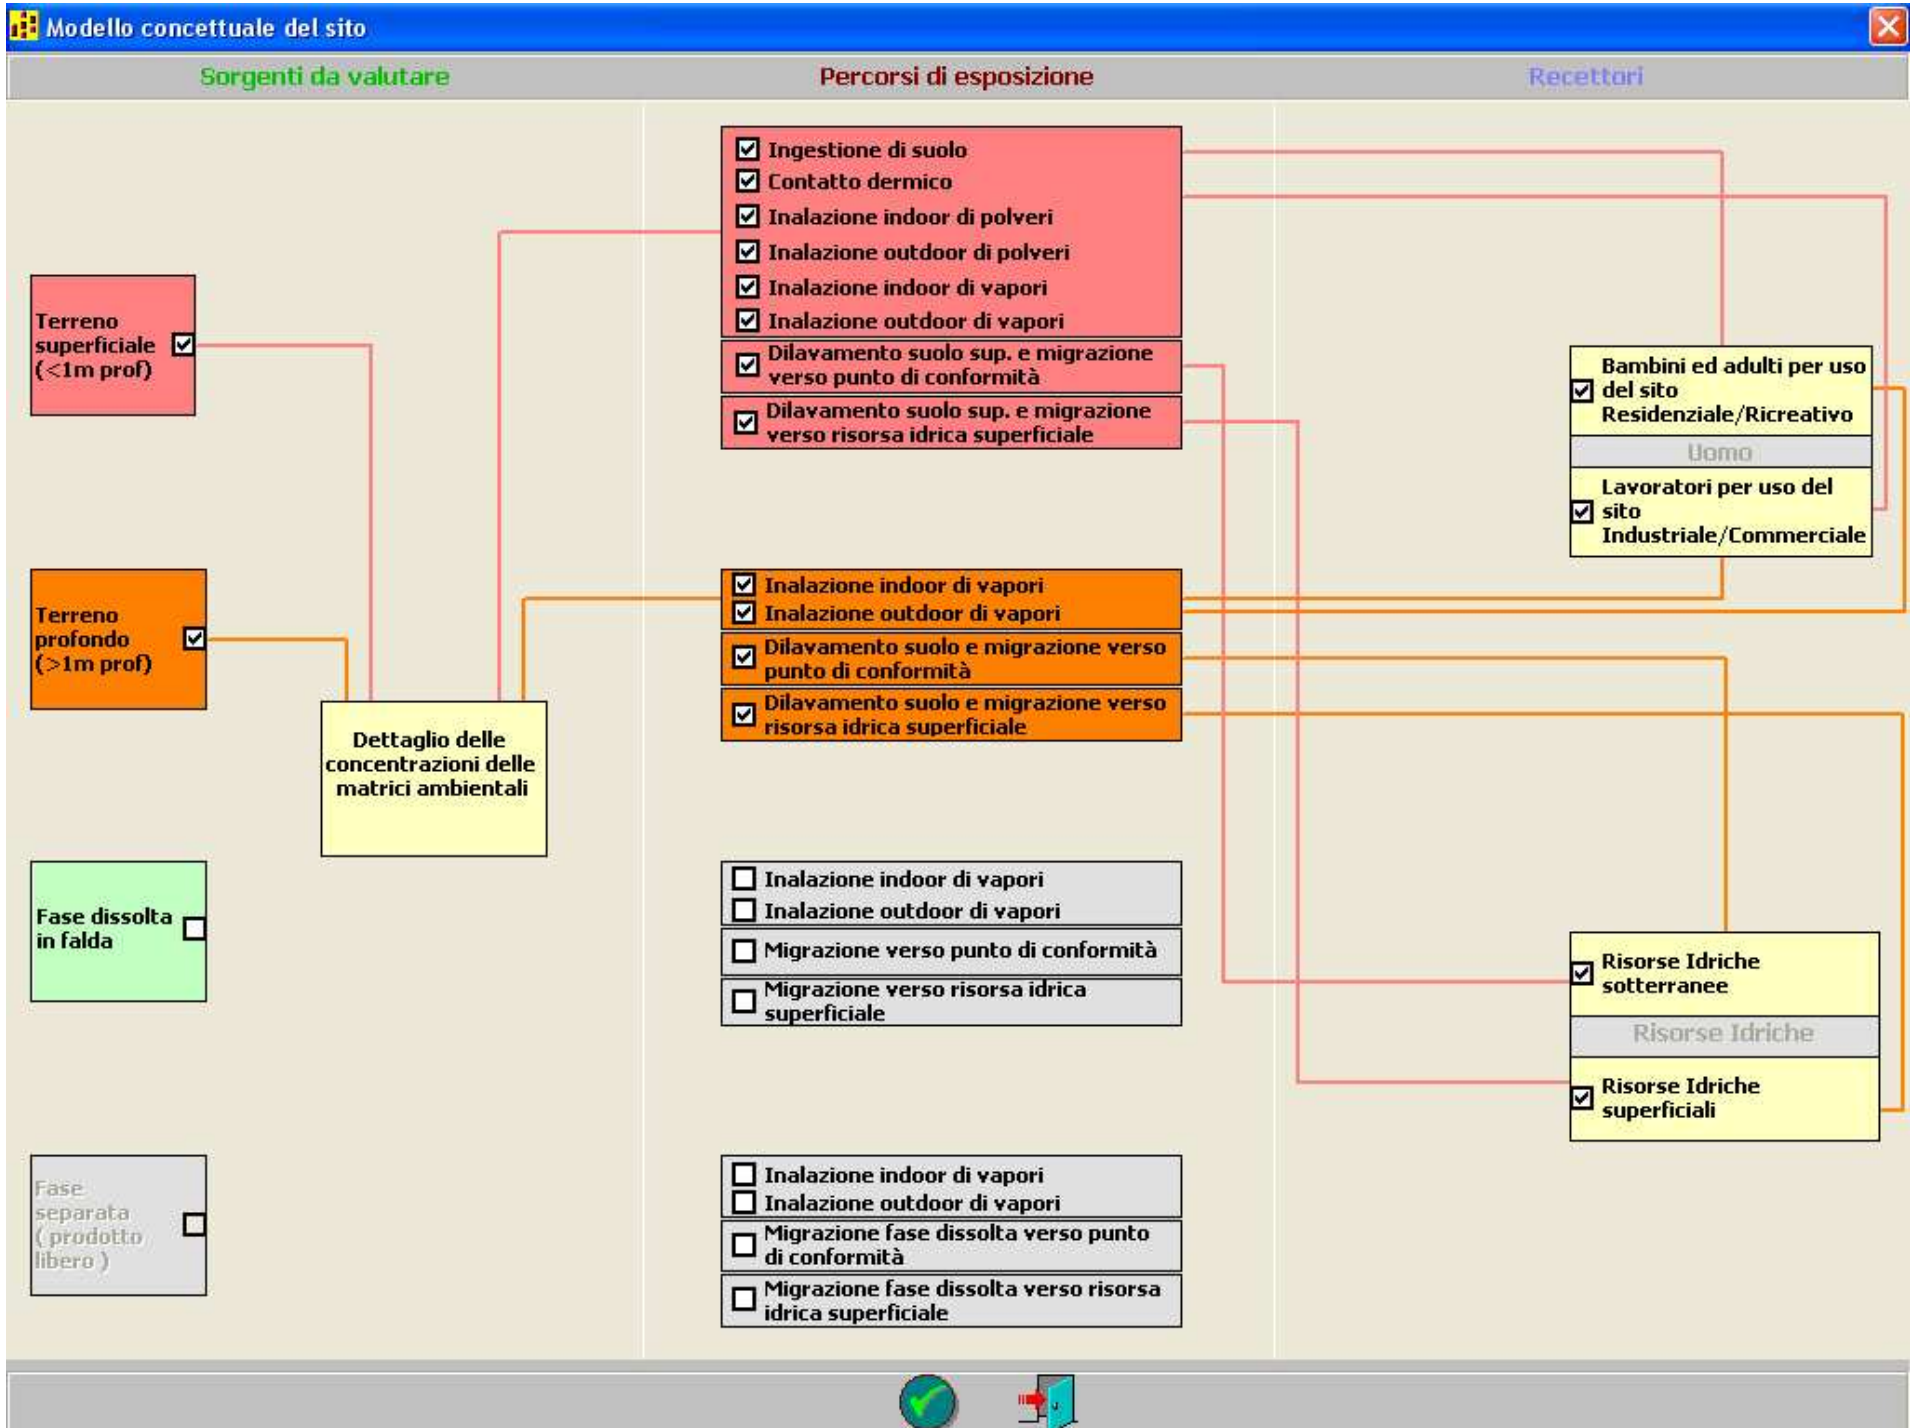 Modello concettuale del sito
Sorgenti da valutare
Percorsi di esposizione
Recettori
Terreno
superficiale
(<1m prof)
Terreno
profondo
(>1m prof)
Dettaglio delle
concentrazioni delle
matrici ambientali
Fase dissolta
in falda
Fase
separata
( prodotto
libero )
Ingestione di suolo
Contatto dermico
Inalazione indoor di polveri
Inalazione outdoor di polveri
Inalazione indoor di vapori
Inalazione outdoor di vapori
Dilavamento suolo sup. e migrazione
verso punto di conformità
Dilavamento suolo sup. e migrazione
verso risorsa idrica superficiale
Inalazione indoor di vapori
Inalazione outdoor di vapori
Dilavamento suolo e migrazione verso
punto di conformità
Dilavamento suolo e migrazione verso
risorsa idrica superficiale
Inalazione indoor di vapori
Inalazione outdoor di vapori
Migrazione verso punto di conformità
Migrazione verso risorsa idrica
superficiale
Inalazione indoor di vapori
Inalazione outdoor di vapori
Migrazione fase dissolta verso punto
di conformità
Migrazione fase dissolta verso risorsa
idrica superficiale
Bambini ed adulti per uso
del sito
Residenziale/Ricreativo
Uomo
Lavoratori per uso del
sito
Industriale/Commerciale
Risorse Idriche
sotterranee
Risorse Idriche
Risorse Idriche
superficiali